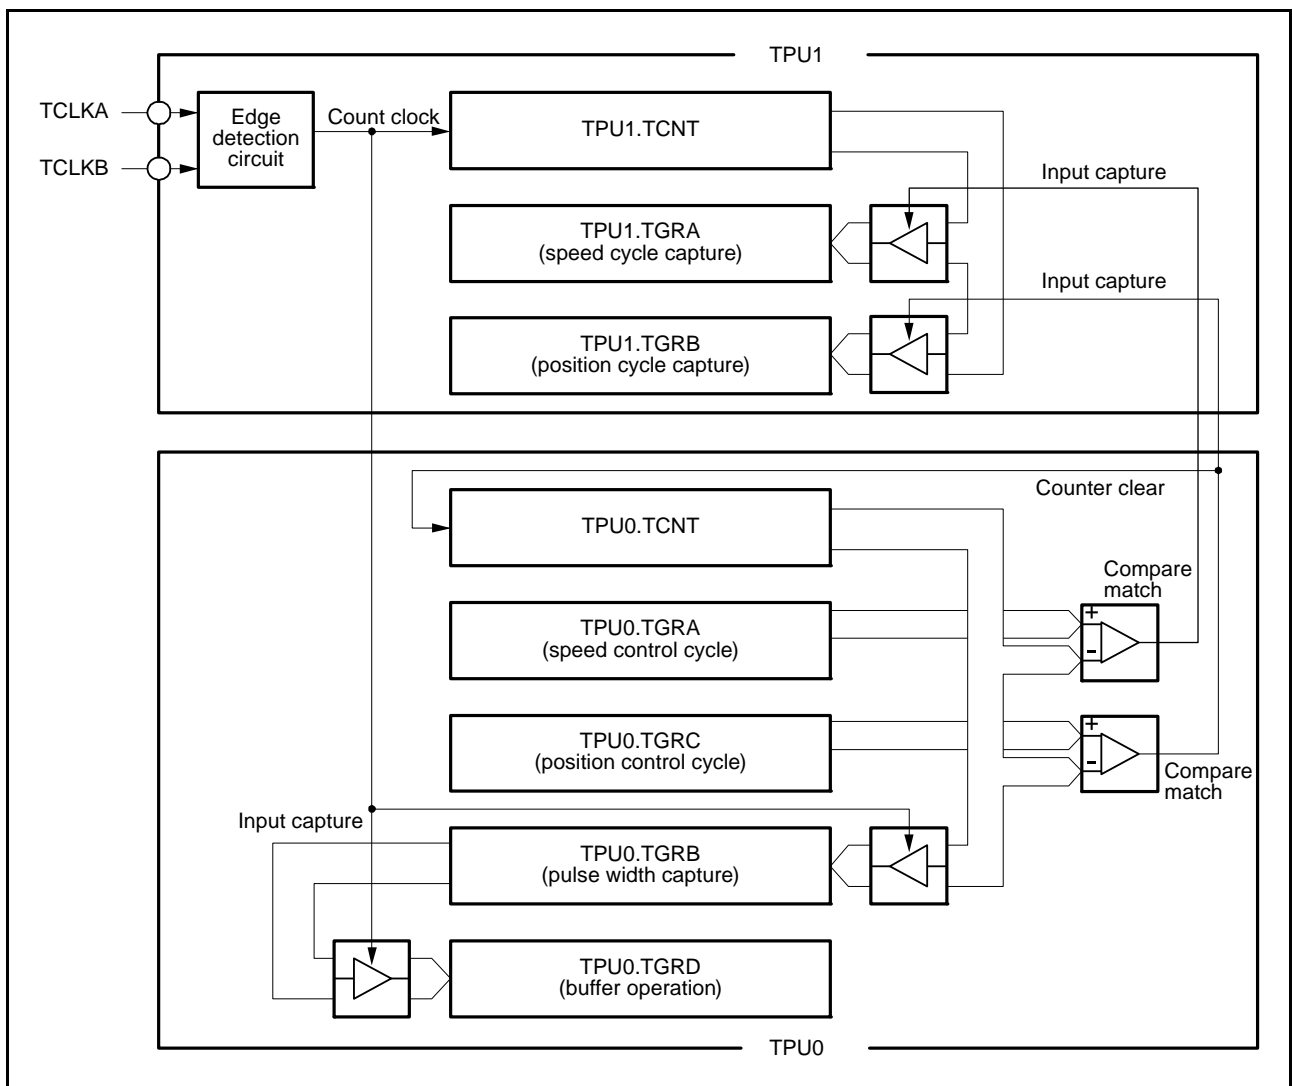 TPU1
TCLKA
TCLKB
Edge
detection
circuit
Count clock
TPU1.TCNT
Input capture
TPU1.TGRA
(speed cycle capture)
Input capture
TPU1.TGRB
(position cycle capture)
Counter clear
TPU0.TCNT
Compare
match
+
-
TPU0.TGRA
(speed control cycle)
+
-
TPU0.TGRC
(position control cycle)
Compare
match
Input capture
TPU0.TGRB
(pulse width capture)
TPU0.TGRD
(buffer operation)
TPU0